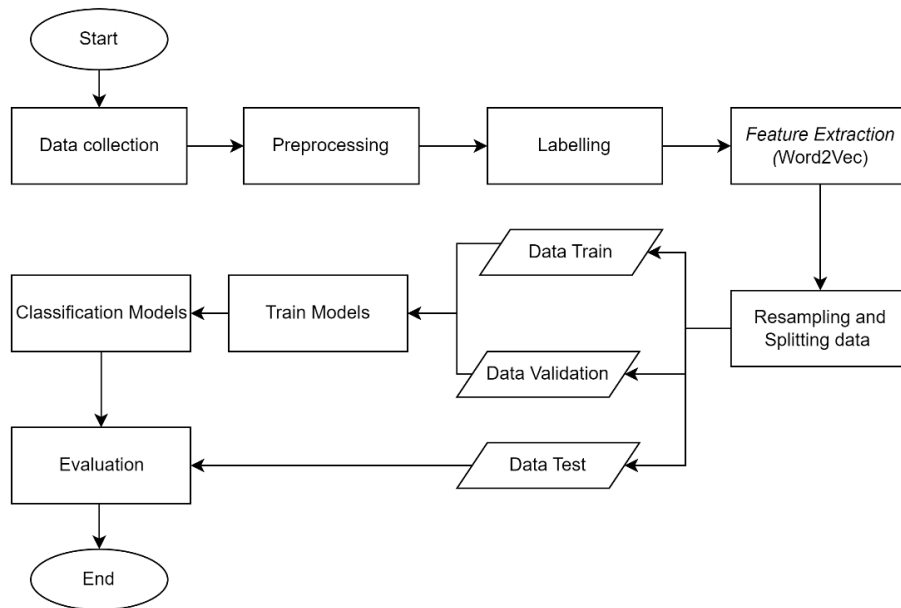 Start
Data collection
Preprocessing
Labelling
Feature Extraction
(Word2Vec)
Data Train
Classification Models
Train Models
Resampling and
Splitting data
Data Validation
Evaluation
Data Test
End